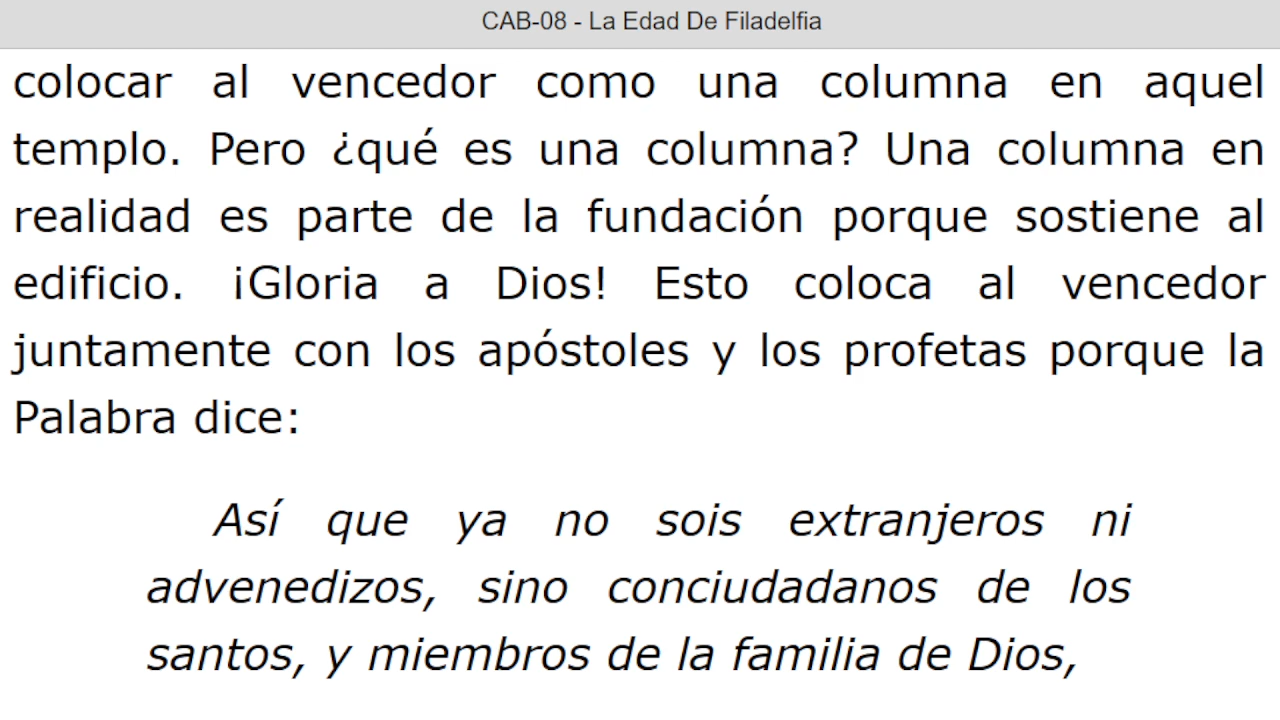 CAB-08 - La Edad De Filadelfia
colocar al vencedor como una columna en aquel
templo. Pero ¿qué es una columna? Una columna en
realidad es parte de la fundación porque sostiene al
edificio. ¡Gloria a Dios! Esto coloca al vencedor
juntamente con los apóstoles y los profetas porque la
Palabra dice:
Así que ya no sois extranjeros ni
advenedizos, sino conciudadanos de los
santos, y miembros de la familia de Dios,